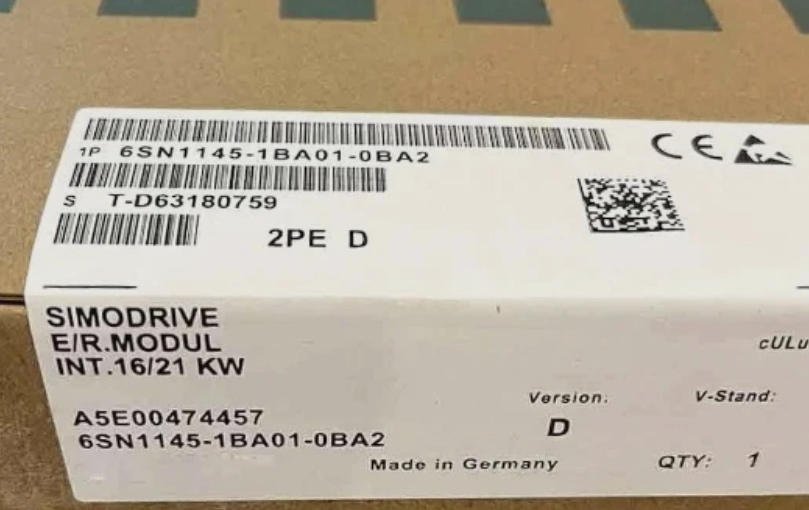 1P 6SN1145-1BA01-0BA2
S T-D63180759
2PE D
SIMODRIVE
E/R.MODUL
INT.16/21 KW
cULu
A5E00474457
Version: V-Stand:
6SN1145-1BA01-0BA2 D
Made in Germany QTY: 1